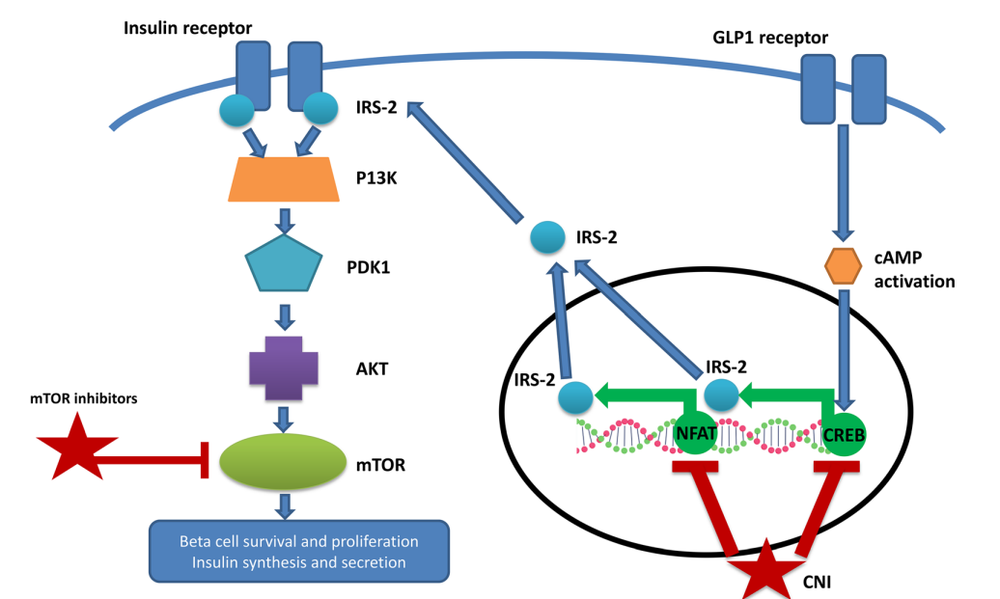 Insulin receptor
GLP1 receptor
IRS-2
P13K
IRS-2
PDK1
cAMP
activation
AKT
IRS-2
IRS-2
mTOR inhibitors
NFAT
CREB
mTOR
Beta cell survival and proliferation
Insulin synthesis and secretion
CNI